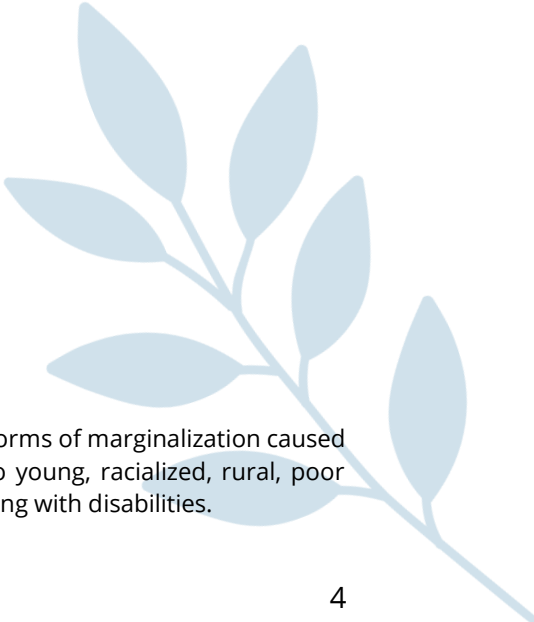 orms of marginalization caused
o young, racialized, rural, poor
ng with disabilities.
4